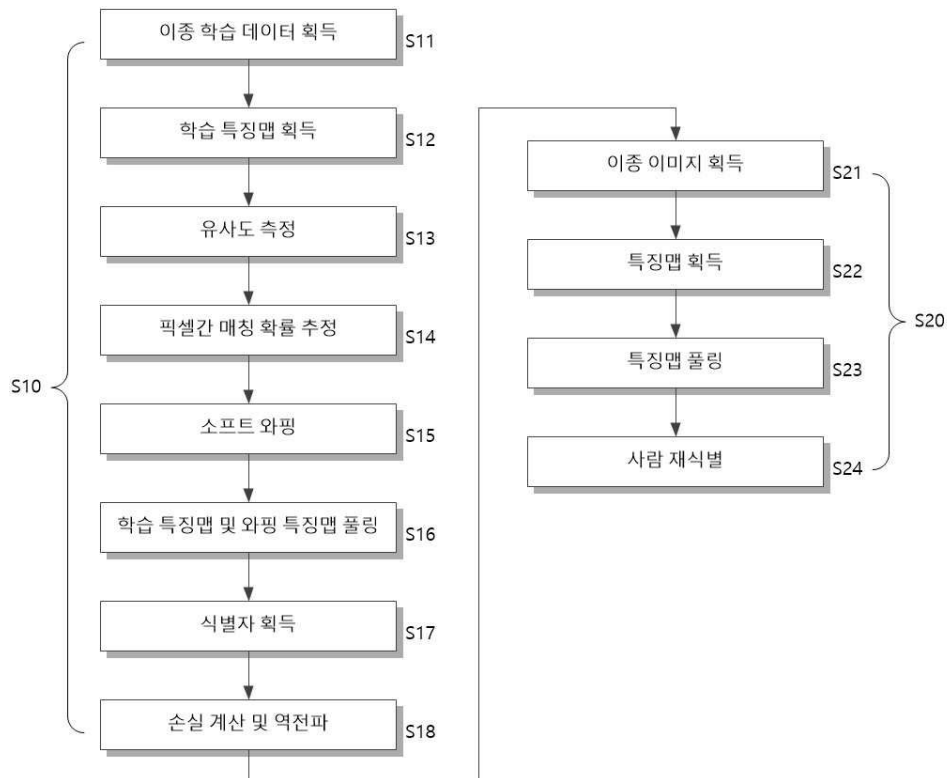 이종 학습 데이터 획득
S11
학습 특징맵 획득
S12
유사도 측정
S13
픽셀간 매칭 확률 추정
S14
S10
소프트 와핑
S15
학습 특징맵 및 와핑 특징맵 풀링
S16
식별자 획득
S17
손실 계산 및 역전파
S18
이종 이미지 획득
S21
특징맵 획득
S22
S20
특징맵 풀링
S23
사람 재식별
S24